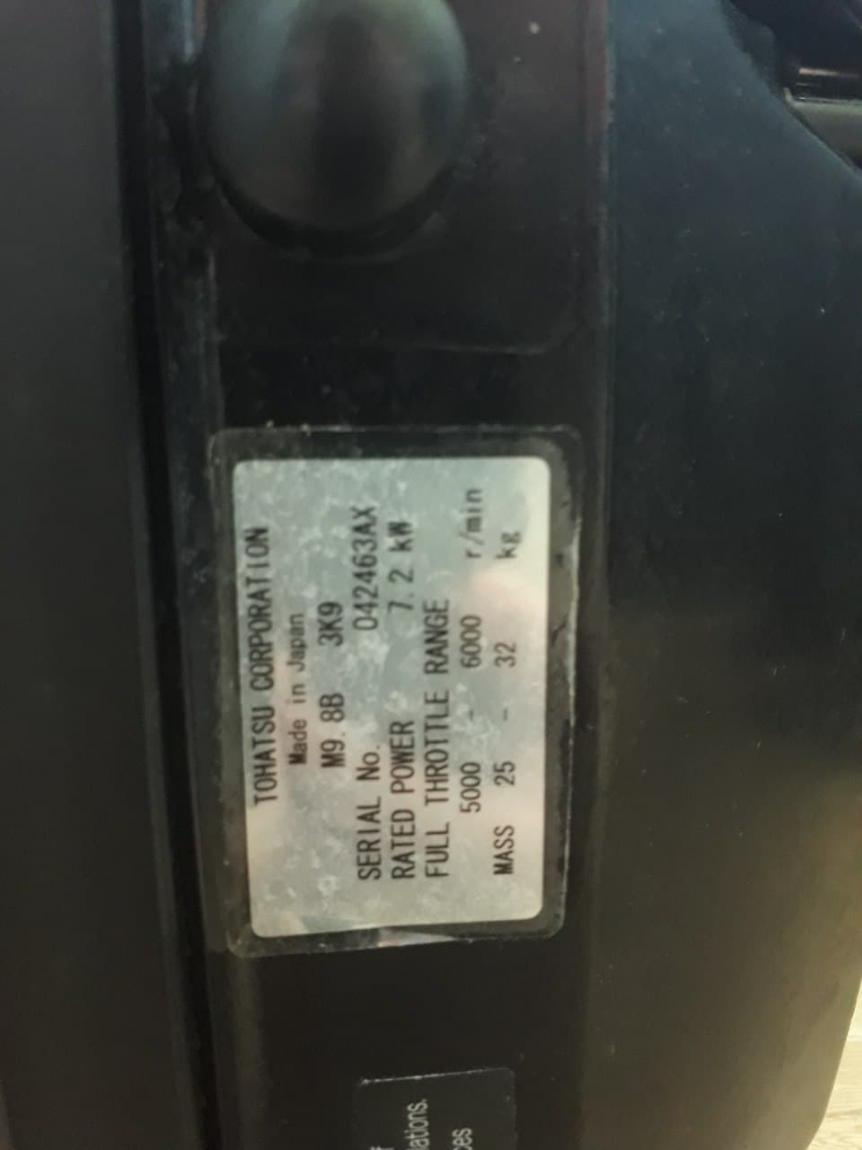 TOHATSU CORPORATION
Made in Japan
M9.8B 3K9
SERIAL No. 042463AX
RATED POWER 7.2 kW
FULL THROTTLE RANGE
5000 - 6000 r/min
MASS 25 - 32 kg
lations.
ces